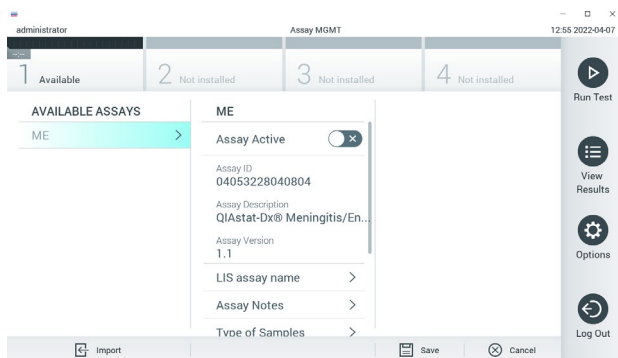 administrator
Assay MGMT
12:55 2022-04-07
--:--
1 Available
2 Not installed
3 Not installed
4 Not installed
Run Test
View Results
Options
Log Out
AVAILABLE ASSAYS
ME
ME
Assay Active
Assay ID
04053228040804
Assay Description
QIAstat-Dx® Meningitis/En...
Assay Version
1.1
LIS assay name
Assay Notes
Type of Samples
Import
Save
Cancel